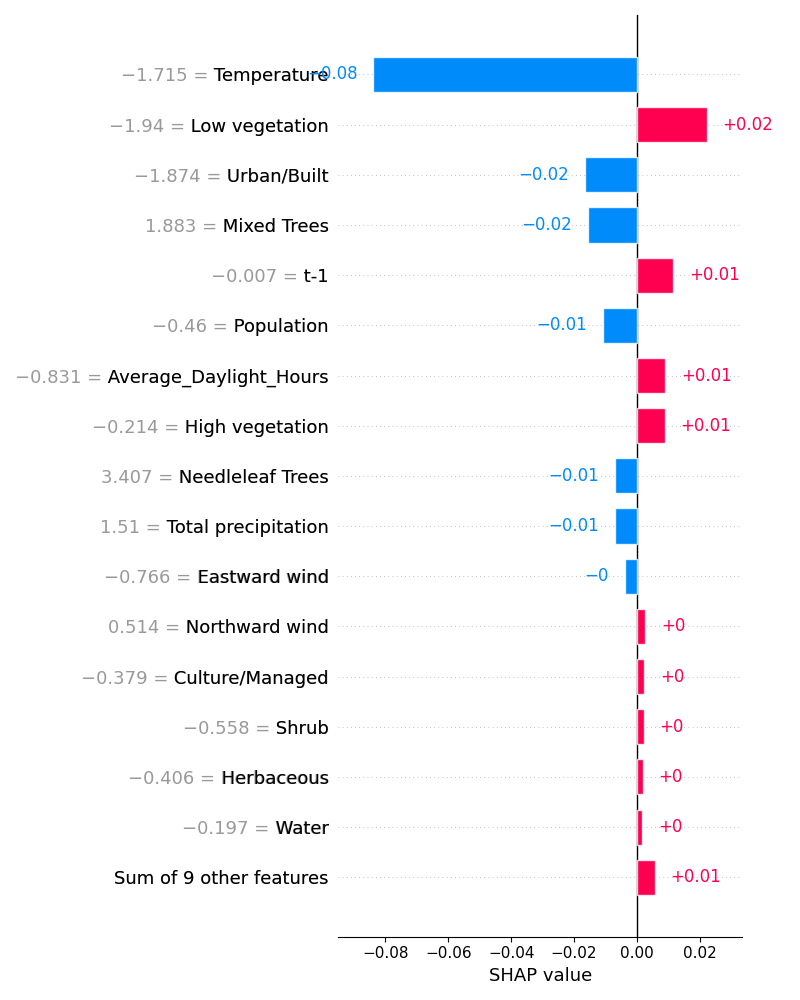 −1.715 = Temperature −0.08
−1.94 = Low vegetation +0.02
−1.874 = Urban/Built −0.02
1.883 = Mixed Trees −0.02
−0.007 = t-1 +0.01
−0.46 = Population −0.01
−0.831 = Average_Daylight_Hours +0.01
−0.214 = High vegetation +0.01
3.407 = Needleleaf Trees −0.01
1.51 = Total precipitation −0.01
−0.766 = Eastward wind −0
0.514 = Northward wind +0
−0.379 = Culture/Managed +0
−0.558 = Shrub +0
−0.406 = Herbaceous +0
−0.197 = Water +0
Sum of 9 other features +0.01
−0.08 −0.06 −0.04 −0.02 0.00 0.02
SHAP value